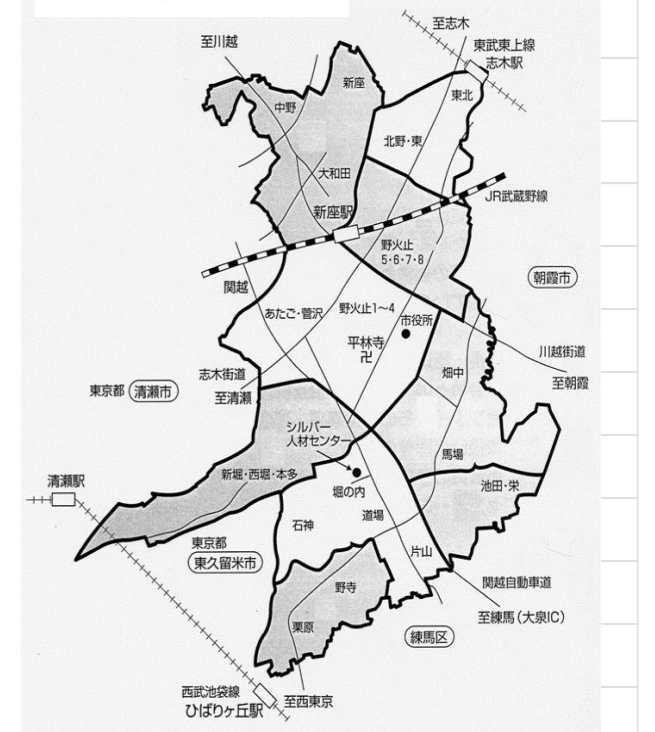 至志木
至川越
東武東上線
志木駅
新座
中野
東北
北野・東
大和田
JR武蔵野線
新座駅
野火止
5・6・7・8
朝霞市
関越
あたご・菅沢
野火止1〜4
市役所
平林寺
卍
川越街道
畑中
志木街道
至朝霞
東京都
清瀬市
至清瀬
シルバー
人材センター
馬場
新堀・西堀・本多
清瀬駅
池田・栄
堀の内
石神
道場
東京都
東久留米市
片山
関越自動車道
野寺
至練馬(大泉IC)
栗原
練馬区
西武池袋線
ひばりヶ丘駅
至西東京